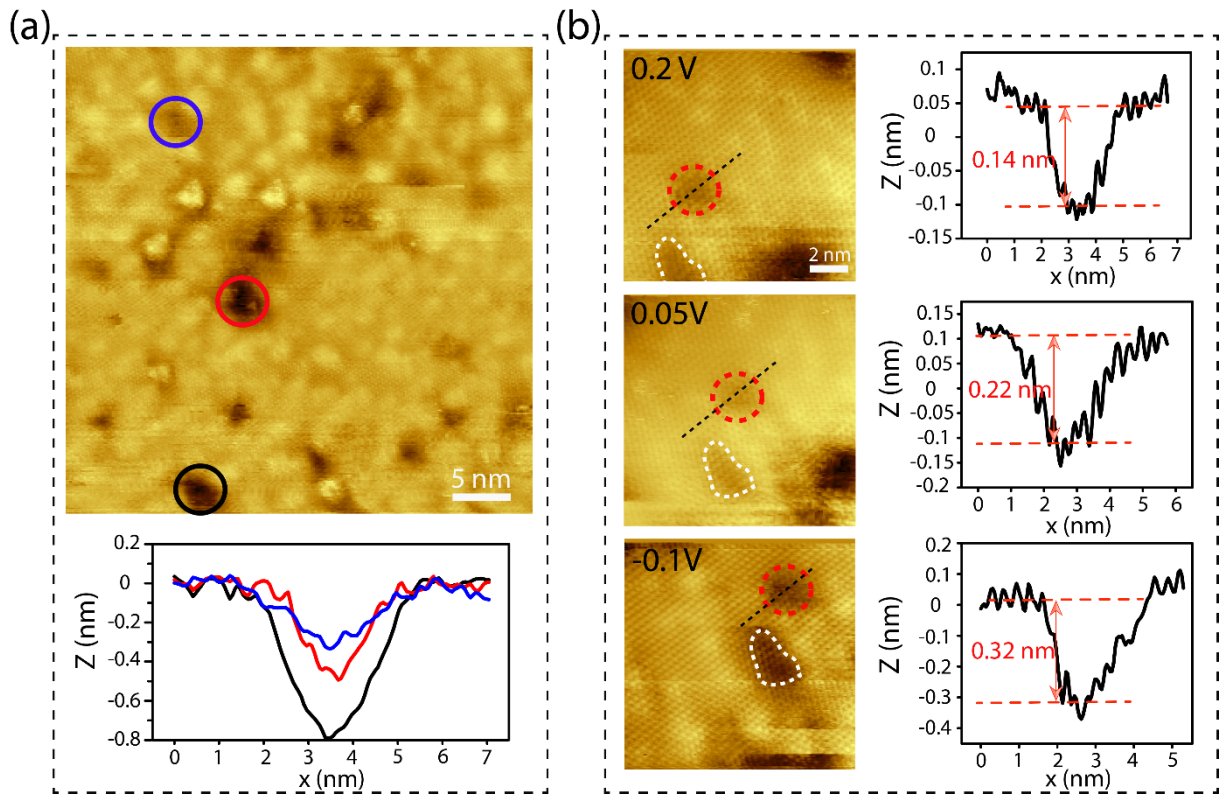 (a)
5 nm
0.2
0
-0.2
-0.4
-0.6
-0.8
Z (nm)
0 1 2 3 4 5 6 7
x (nm)
(b)
0.2 V
2 nm
0.1
0.05
0
-0.05
-0.1
-0.15
Z (nm)
0.14 nm
0 1 2 3 4 5 6 7
x (nm)
0.05V
0.15
0.1
0.05
0
-0.05
-0.1
-0.15
-0.2
Z (nm)
0.22 nm
0 1 2 3 4 5 6
x (nm)
-0.1V
0.2
0.1
0
-0.1
-0.2
-0.3
-0.4
Z (nm)
0.32 nm
0 1 2 3 4 5
x (nm)